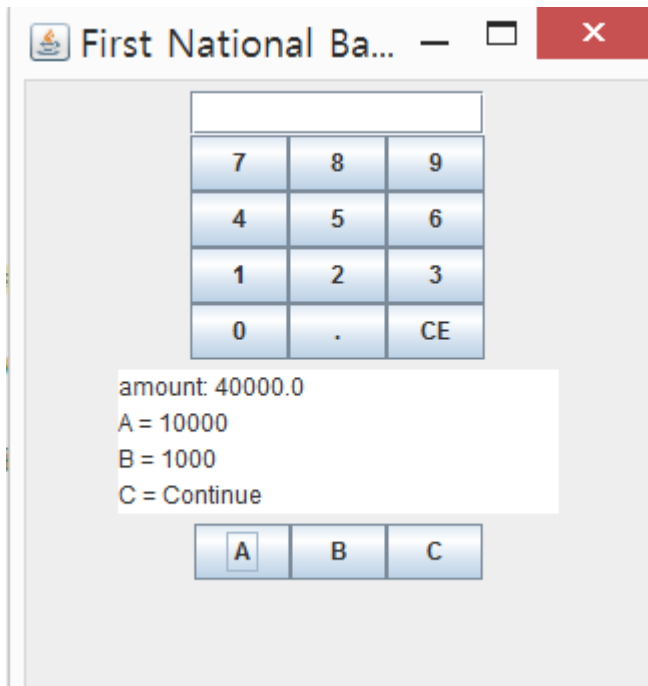 First National Ba...
7 8 9
4 5 6
1 2 3
0 . CE
amount: 40000.0
A = 10000
B = 1000
C = Continue
A B C